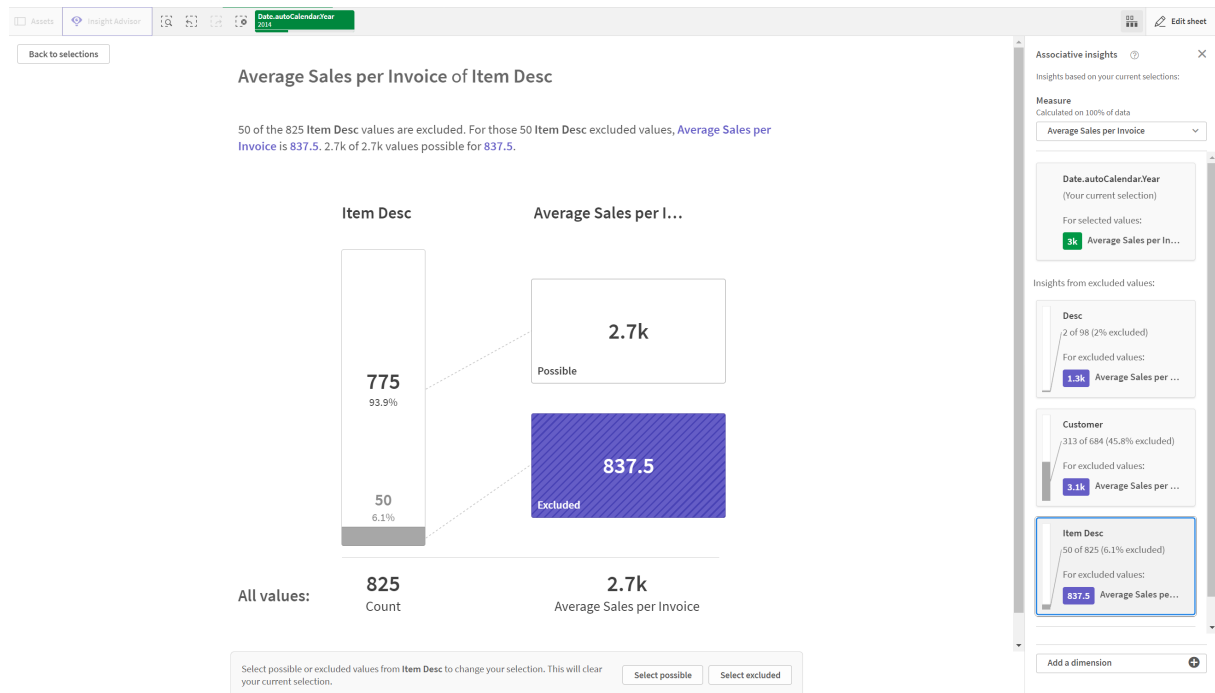 Assets
Insight Advisor
Date.autoCalendar.Year
2014
Edit sheet
Back to selections
Average Sales per Invoice of Item Desc
50 of the 825 Item Desc values are excluded. For those 50 Item Desc excluded values, Average Sales per
Invoice is 837.5. 2.7k of 2.7k values possible for 837.5.
Item Desc
Average Sales per I...
775
93.9%
50
6.1%
2.7k
Possible
837.5
Excluded
All values:
825
Count
2.7k
Average Sales per Invoice
Select possible or excluded values from Item Desc to change your selection. This will clear
your current selection.
Select possible
Select excluded
Associative insights
Insights based on your current selections:
Measure
Calculated on 100% of data
Average Sales per Invoice
Date.autoCalendar.Year
(Your current selection)
For selected values:
3k Average Sales per In...
Insights from excluded values:
Desc
2 of 98 (2% excluded)
For excluded values:
1.3k Average Sales per ...
Customer
313 of 684 (45.8% excluded)
For excluded values:
3.1k Average Sales per ...
Item Desc
50 of 825 (6.1% excluded)
For excluded values:
837.5 Average Sales pe...
Add a dimension